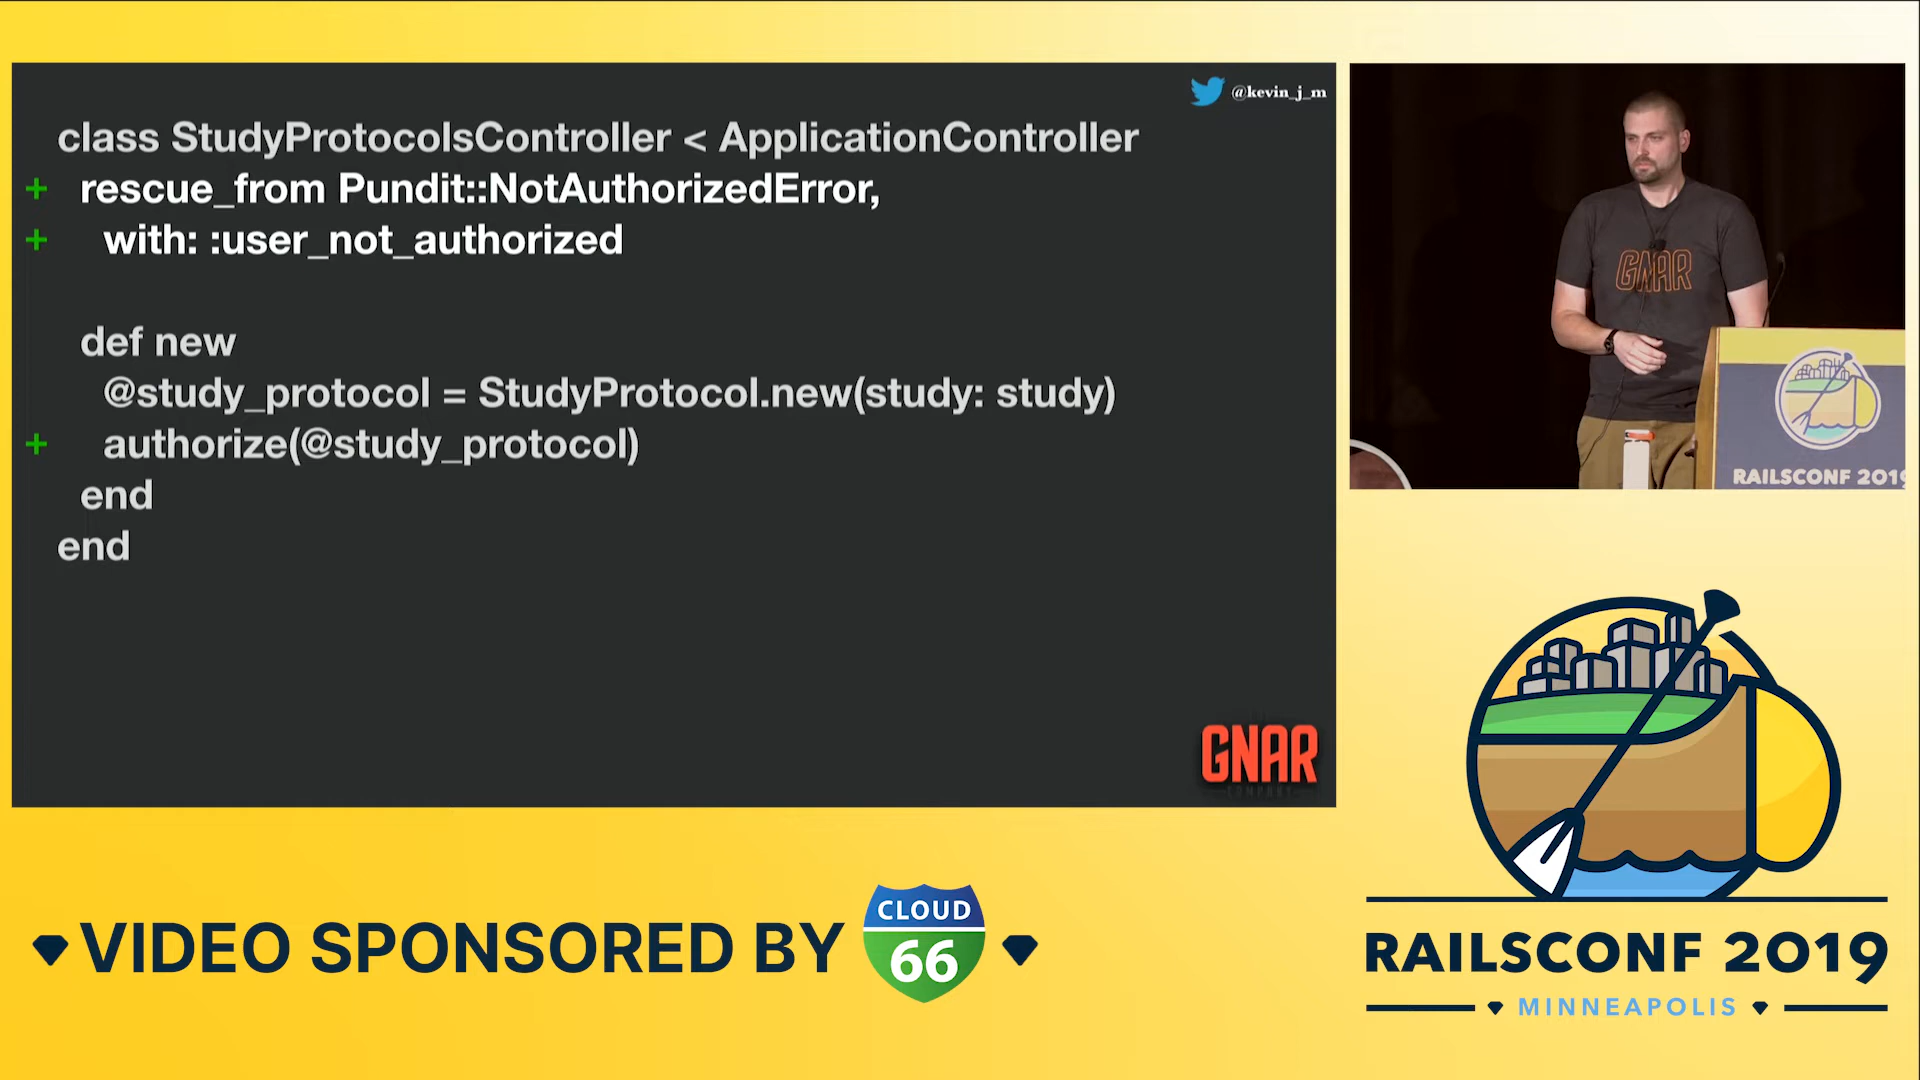 @kevin_j_m
class StudyProtocolsController < ApplicationController
+ rescue_from Pundit::NotAuthorizedError,
+ with: :user_not_authorized
def new
@study_protocol = StudyProtocol.new(study: study)
+ authorize(@study_protocol)
end
end
GNAR
COMPANY
GNAR
RAILSCONF 2019
VIDEO SPONSORED BY CLOUD 66
RAILSCONF 2019
MINNEAPOLIS